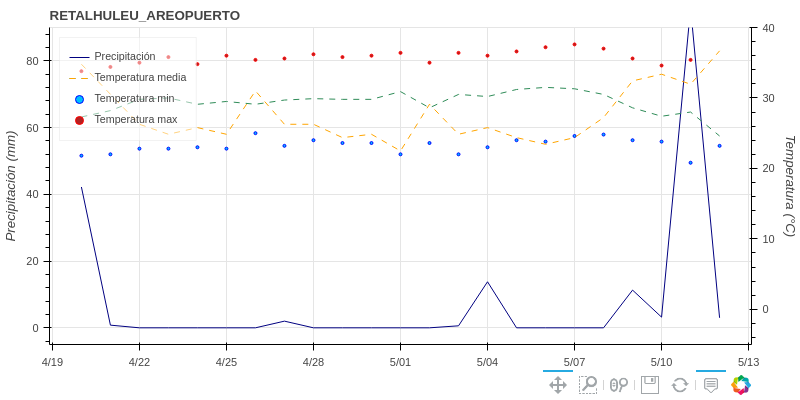 RETALHULEU_AREOPUERTO
Precipitación
Temperatura media
Temperatura min
Temperatura max
Precipitación (mm)
80
60
40
20
0
Temperatura (°C)
40
30
20
10
0
4/19 4/22 4/25 4/28 5/01 5/04 5/07 5/10 5/13